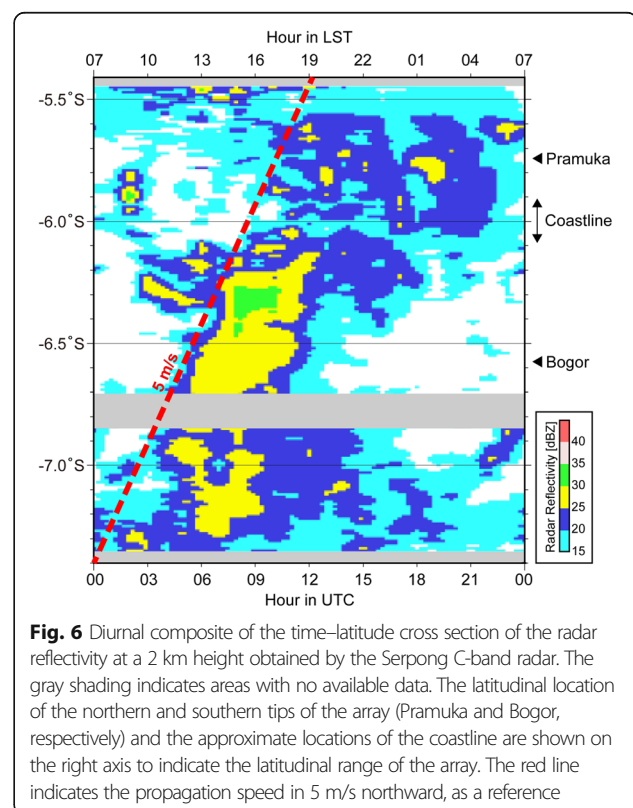 Hour in LST
07 10 13 16 19 22 01 04 07
-5.5˚S
-6.0˚S
-6.5˚S
-7.0˚S
5 m/s
Pramuka
Coastline
Bogor
Radar Reflectivity [dBZ]
40
35
30
25
20
15
00 03 06 09 12 15 18 21 00
Hour in UTC
Fig. 6 Diurnal composite of the time–latitude cross section of the radar
reflectivity at a 2 km height obtained by the Serpong C-band radar. The
gray shading indicates areas with no available data. The latitudinal location
of the northern and southern tips of the array (Pramuka and Bogor,
respectively) and the approximate locations of the coastline are shown on
the right axis to indicate the latitudinal range of the array. The red line
indicates the propagation speed in 5 m/s northward, as a reference